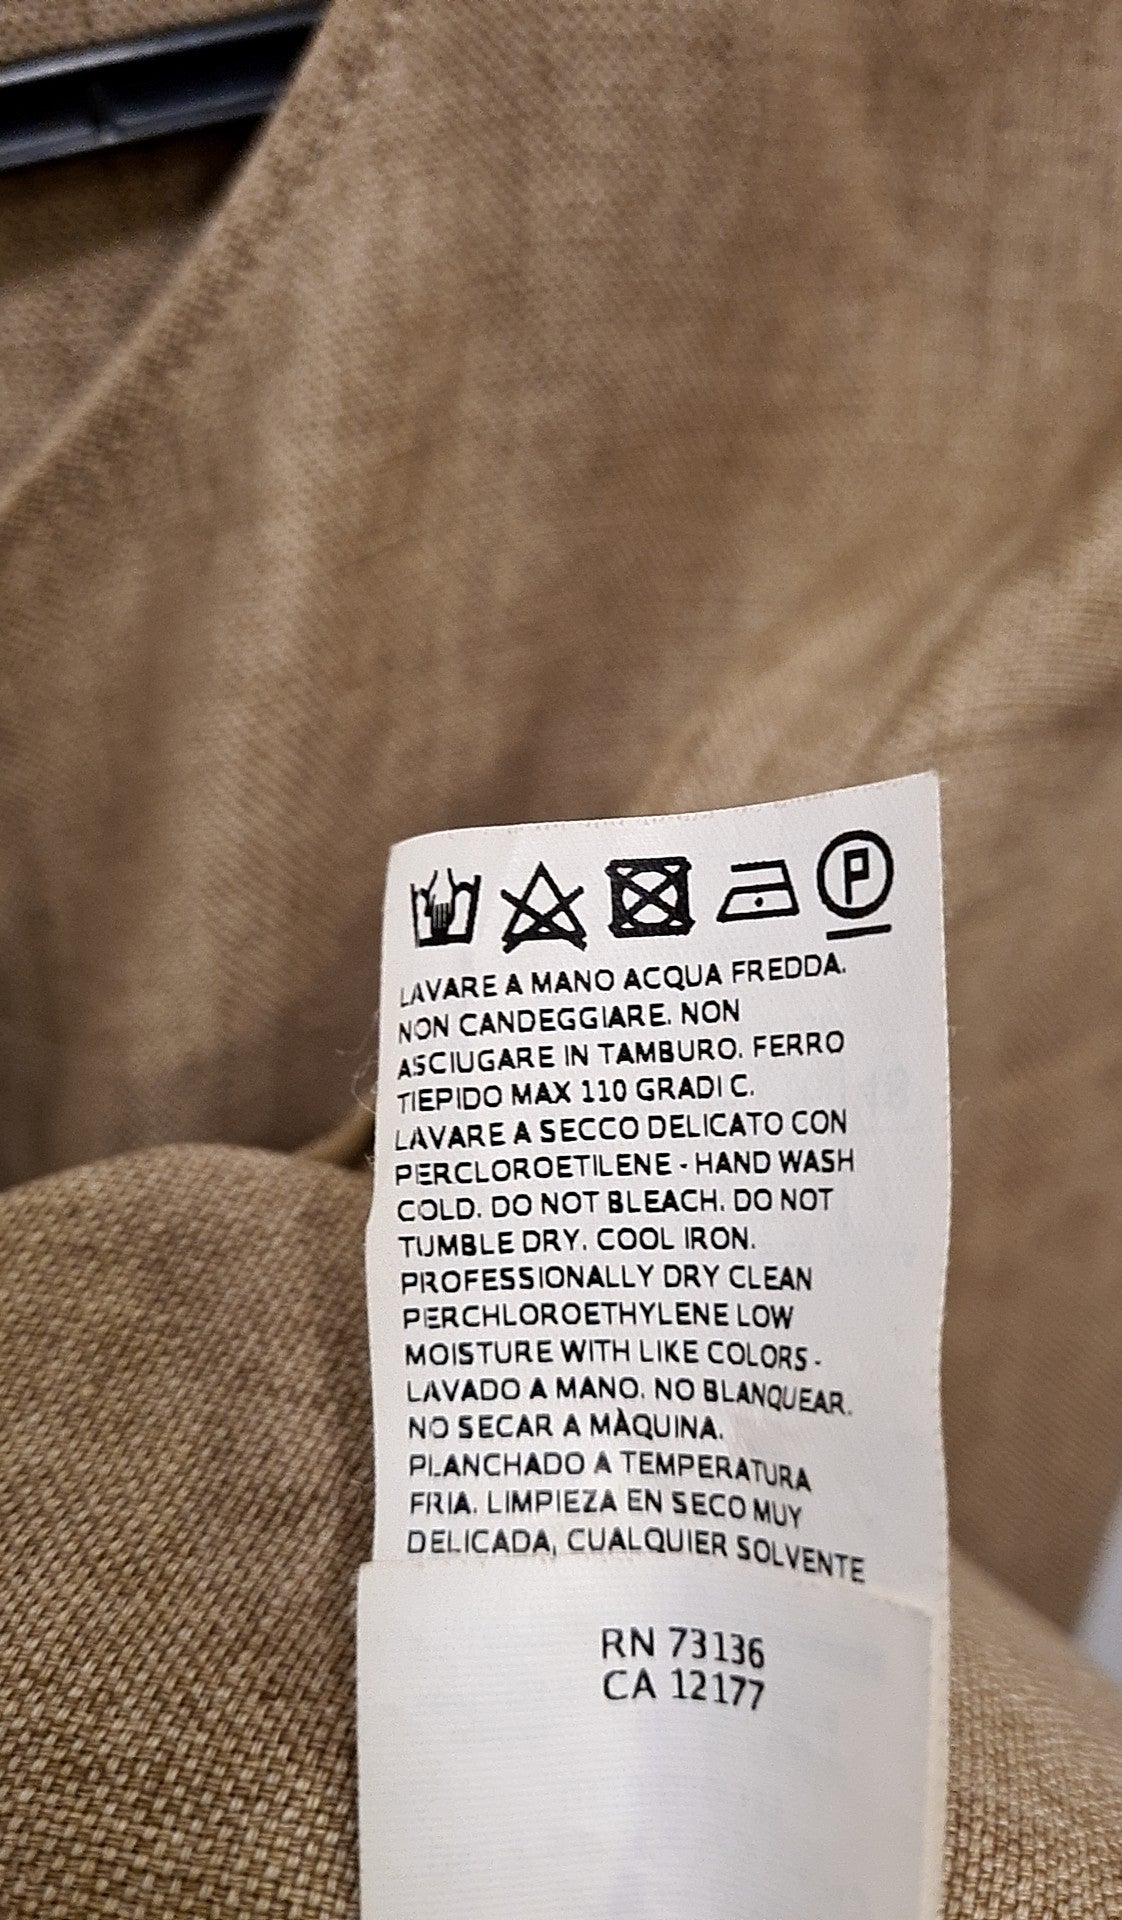 P
LAVARE A MANO ACQUA FREDDA.
NON CANDEGGIARE. NON
ASCIUGARE IN TAMBURO. FERRO
TIEPIDO MAX 110 GRADI C.
LAVARE A SECCO DELICATO CON
PERCLOROETILENE - HAND WASH
COLD. DO NOT BLEACH. DO NOT
TUMBLE DRY. COOL IRON.
PROFESSIONALLY DRY CLEAN
PERCHLOROETHYLENE LOW
MOISTURE WITH LIKE COLORS -
LAVADO A MANO. NO BLANQUEAR.
NO SECAR A MÀQUINA.
PLANCHADO A TEMPERATURA
FRIA. LIMPIEZA EN SECO MUY
DELICADA, CUALQUIER SOLVENTE
RN 73136
CA 12177